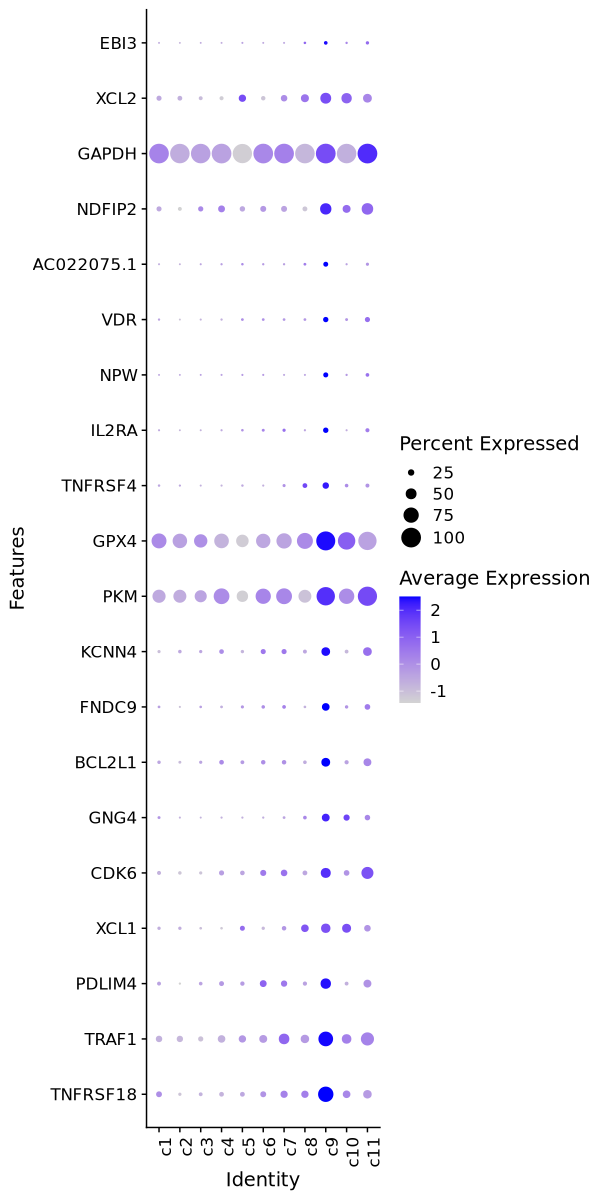 EBI3
XCL2
GAPDH
NDFIP2
AC022075.1
VDR
NPW
IL2RA
TNFRSF4
GPX4
PKM
KCNN4
FNDC9
BCL2L1
GNG4
CDK6
XCL1
PDLIM4
TRAF1
TNFRSF18
Features
c1 c2 c3 c4 c5 c6 c7 c8 c9 c10 c11
Identity
Percent Expressed
25
50
75
100
Average Expression
2
1
0
-1